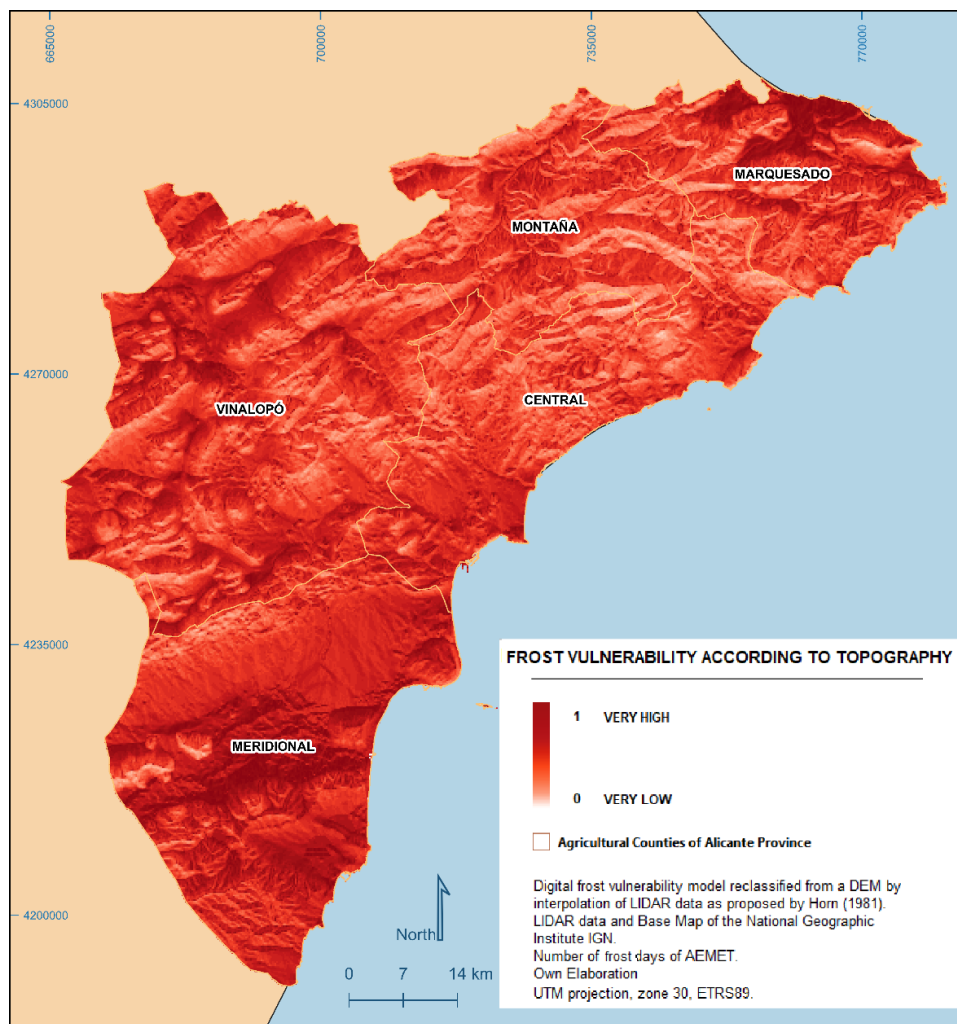 665000
700000
735000
770000
4305000
MARQUESADO
MONTAÑA
4270000
VINALOPÓ
CENTRAL
4235000
MERIDIONAL
4200000
North
0 7 14 km
FROST VULNERABILITY ACCORDING TO TOPOGRAPHY
1 VERY HIGH
0 VERY LOW
Agricultural Counties of Alicante Province
Digital frost vulnerability model reclassified from a DEM by
interpolation of LIDAR data as proposed by Horn (1981).
LIDAR data and Base Map of the National Geographic
Institute IGN.
Number of frost days of AEMET.
Own Elaboration
UTM projection, zone 30, ETRS89.